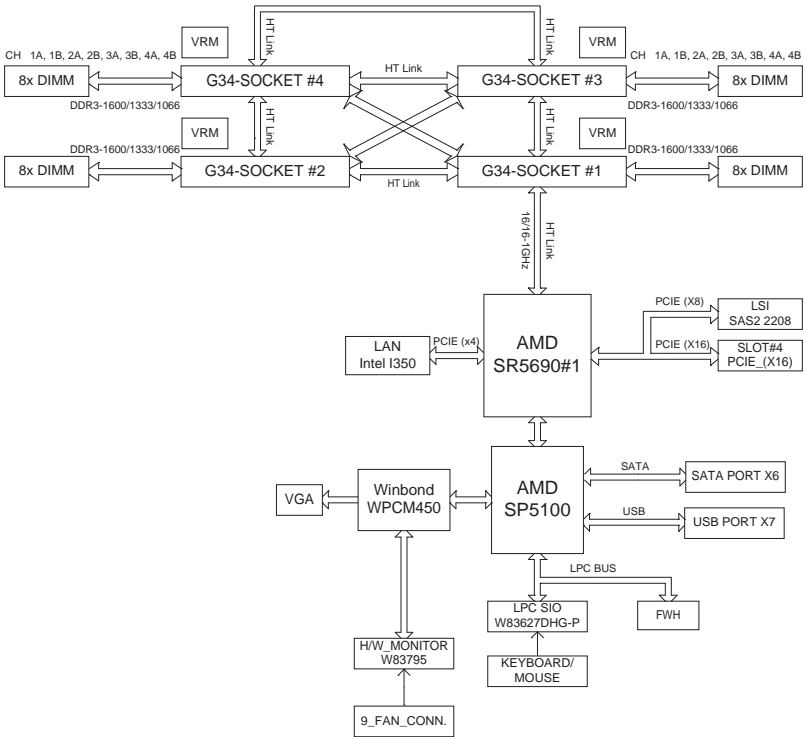 HT Link
HT Link
VRM
VRM
CH 1A, 1B, 2A, 2B, 3A, 3B, 4A, 4B
HT Link
CH 1A, 1B, 2A, 2B, 3A, 3B, 4A, 4B
8x DIMM
G34-SOCKET #4
G34-SOCKET #3
8x DIMM
DDR3-1600/1333/1066
DDR3-1600/1333/1066
VRM
HT Link
HT Link
VRM
DDR3-1600/1333/1066
DDR3-1600/1333/1066
8x DIMM
G34-SOCKET #2
G34-SOCKET #1
8x DIMM
HT Link
16/16-1GHz
HT Link
AMD
SR5690#1
PCIE (X8)
LSI
SAS2 2208
PCIE (x4)
LAN
Intel I350
PCIE (X16)
SLOT#4
PCIE_(X16)
AMD
SP5100
SATA
SATA PORT X6
USB
USB PORT X7
Winbond
WPCM450
VGA
LPC BUS
LPC SIO
W83627DHG-P
FWH
H/W_MONITOR
W83795
KEYBOARD/
MOUSE
9_FAN_CONN.